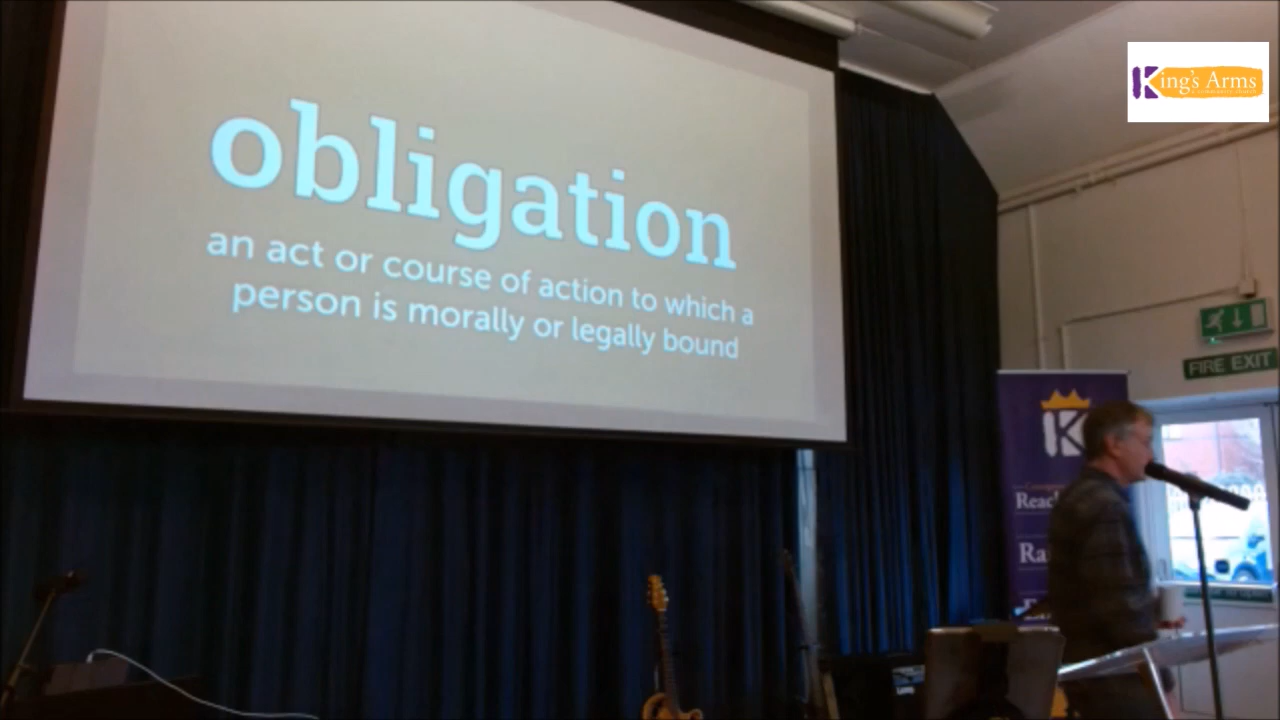 obligation
an act or course of action to which a
person is morally or legally bound
King's Arms
FIRE EXIT
K